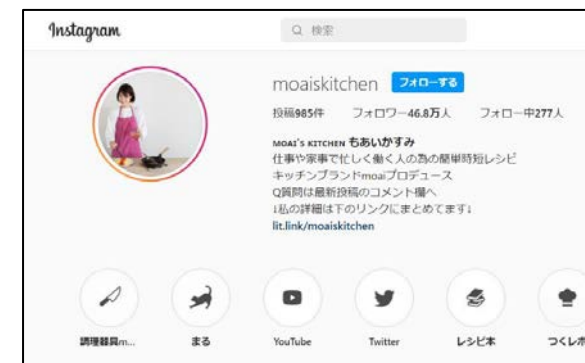 Instagram
検索
moaiskitchen フォローする
投稿985件 フォロワー46.8万人 フォロー中277人
MOAI'S KITCHEN もあいかすみ
仕事や家事で忙しく働く人の為の簡単時短レシピ
キッチンブランドmoaiプロデュース
Q質問は最新投稿のコメント欄へ
↓私の詳細は下のリンクにまとめてます↓
lit.link/moaiskitchen
調理器具m... まる YouTube Twitter レシピ本 つくレポ